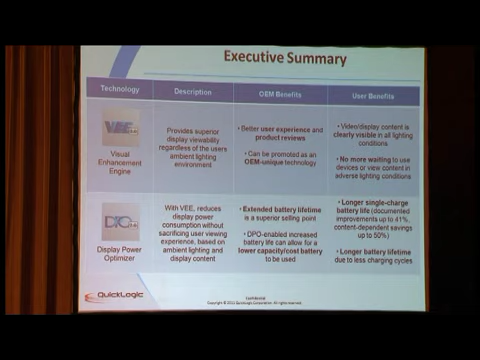 Executive Summary
Technology
Description
OEM Benefits
User Benefits
VEE
Visual
Enhancement
Engine
Provides superior
display viewability
regardless of the users
ambient lighting
environment
• Better user experience and
product reviews
• Can be promoted as an
OEM-unique technology
• Video/display content is
clearly visible in all lighting
conditions
• No more waiting to use
devices or view content in
adverse lighting conditions
DPO
Display Power
Optimizer
With VEE, reduces
display power
consumption without
sacrificing user viewing
experience, based on
ambient lighting and
display content
• Extended battery lifetime
is a superior selling point
• DPO-enabled increased
battery life can allow for a
lower capacity/cost battery
to be used
• Longer single-charge
battery life (documented
improvements up to 41%,
content-dependent savings
up to 50%)
• Longer battery lifetime
due to less charging cycles
QuickLogic
Confidential